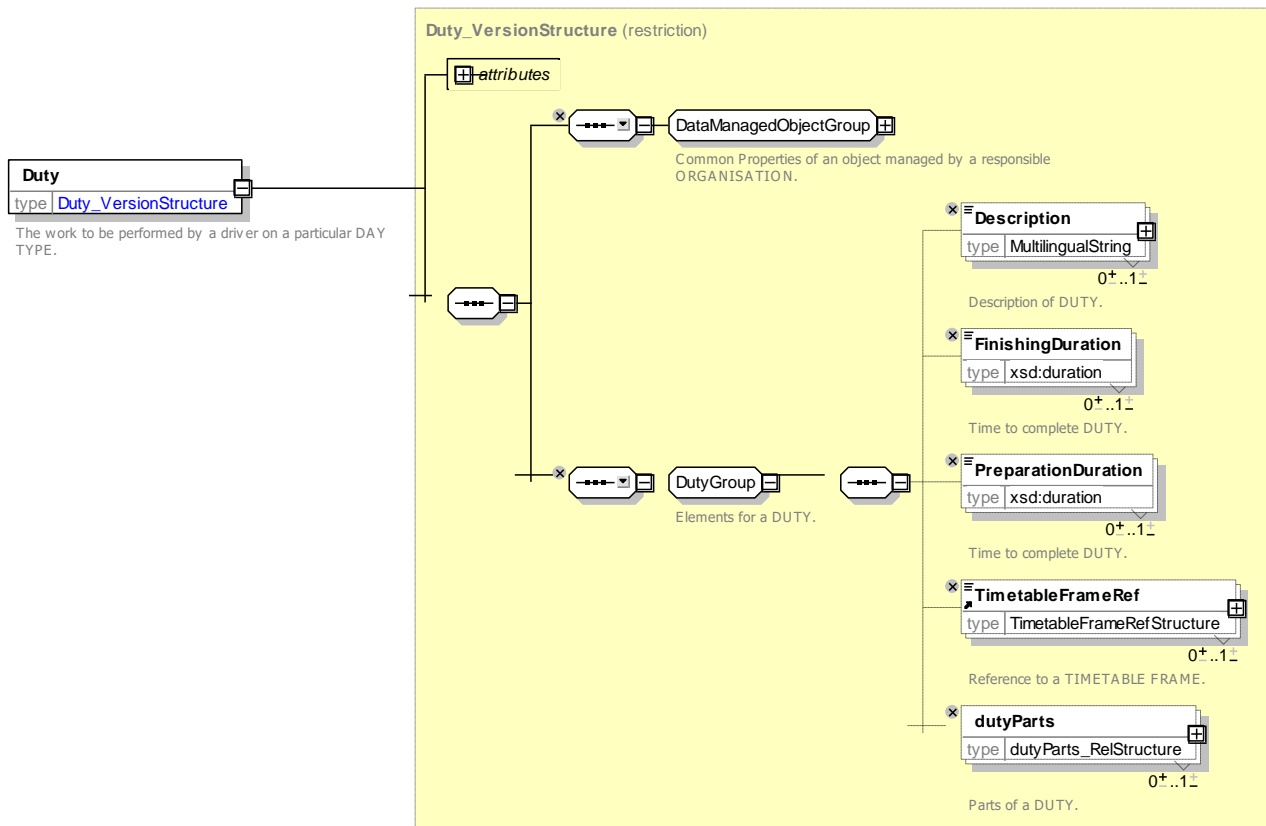 Duty_VersionStructure (restriction)
attributes
DataManagedObjectGroup
Common Properties of an object managed by a responsible
ORGANISATION.
Duty
type Duty_VersionStructure
The work to be performed by a driver on a particular DAY
TYPE.
Description
type MultilingualString
0..1
Description of DUTY.
FinishingDuration
type xsd:duration
0..1
Time to complete DUTY.
DutyGroup
Elements for a DUTY.
PreparationDuration
type xsd:duration
0..1
Time to complete DUTY.
TimetableFrameRef
type TimetableFrameRefStructure
0..1
Reference to a TIMETABLE FRAME.
dutyParts
type dutyParts_RelStructure
0..1
Parts of a DUTY.